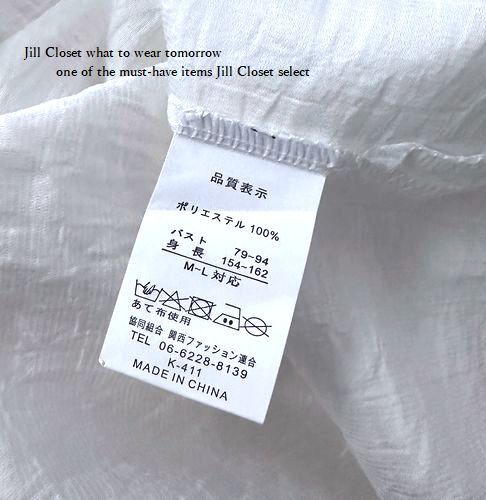 Jill Closet what to wear tomorrow
one of the must-have items Jill Closet select
品質表示
ポリエステル 100%
バスト 79~94
身長 154~162
M~L 対応
あて布使用
協同組合 関西ファッション連合
TEL 06-6228-8139
K-411
MADE IN CHINA